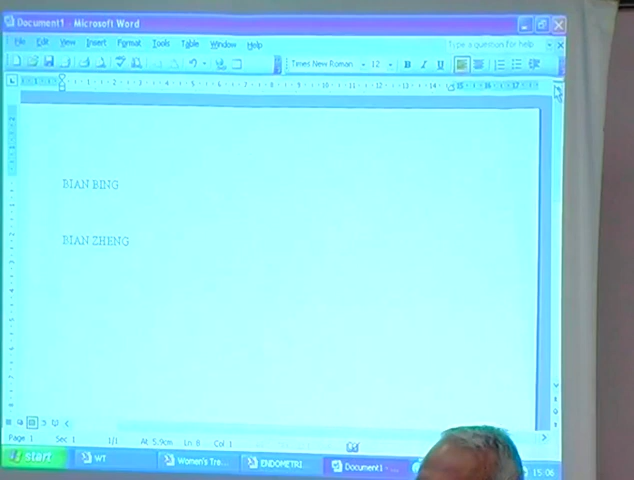 Document1 - Microsoft Word
File Edit View Insert Format Tools Table Window Help
Type a question for help
Times New Roman 12 B I U
BIAN BING
BIAN ZHENG
Page 1 Sec 1 1/1 At 5.9cm Ln 8 Col 1
start WT Women's Tre... ENDOMETRI... Document1 - ... 15:06